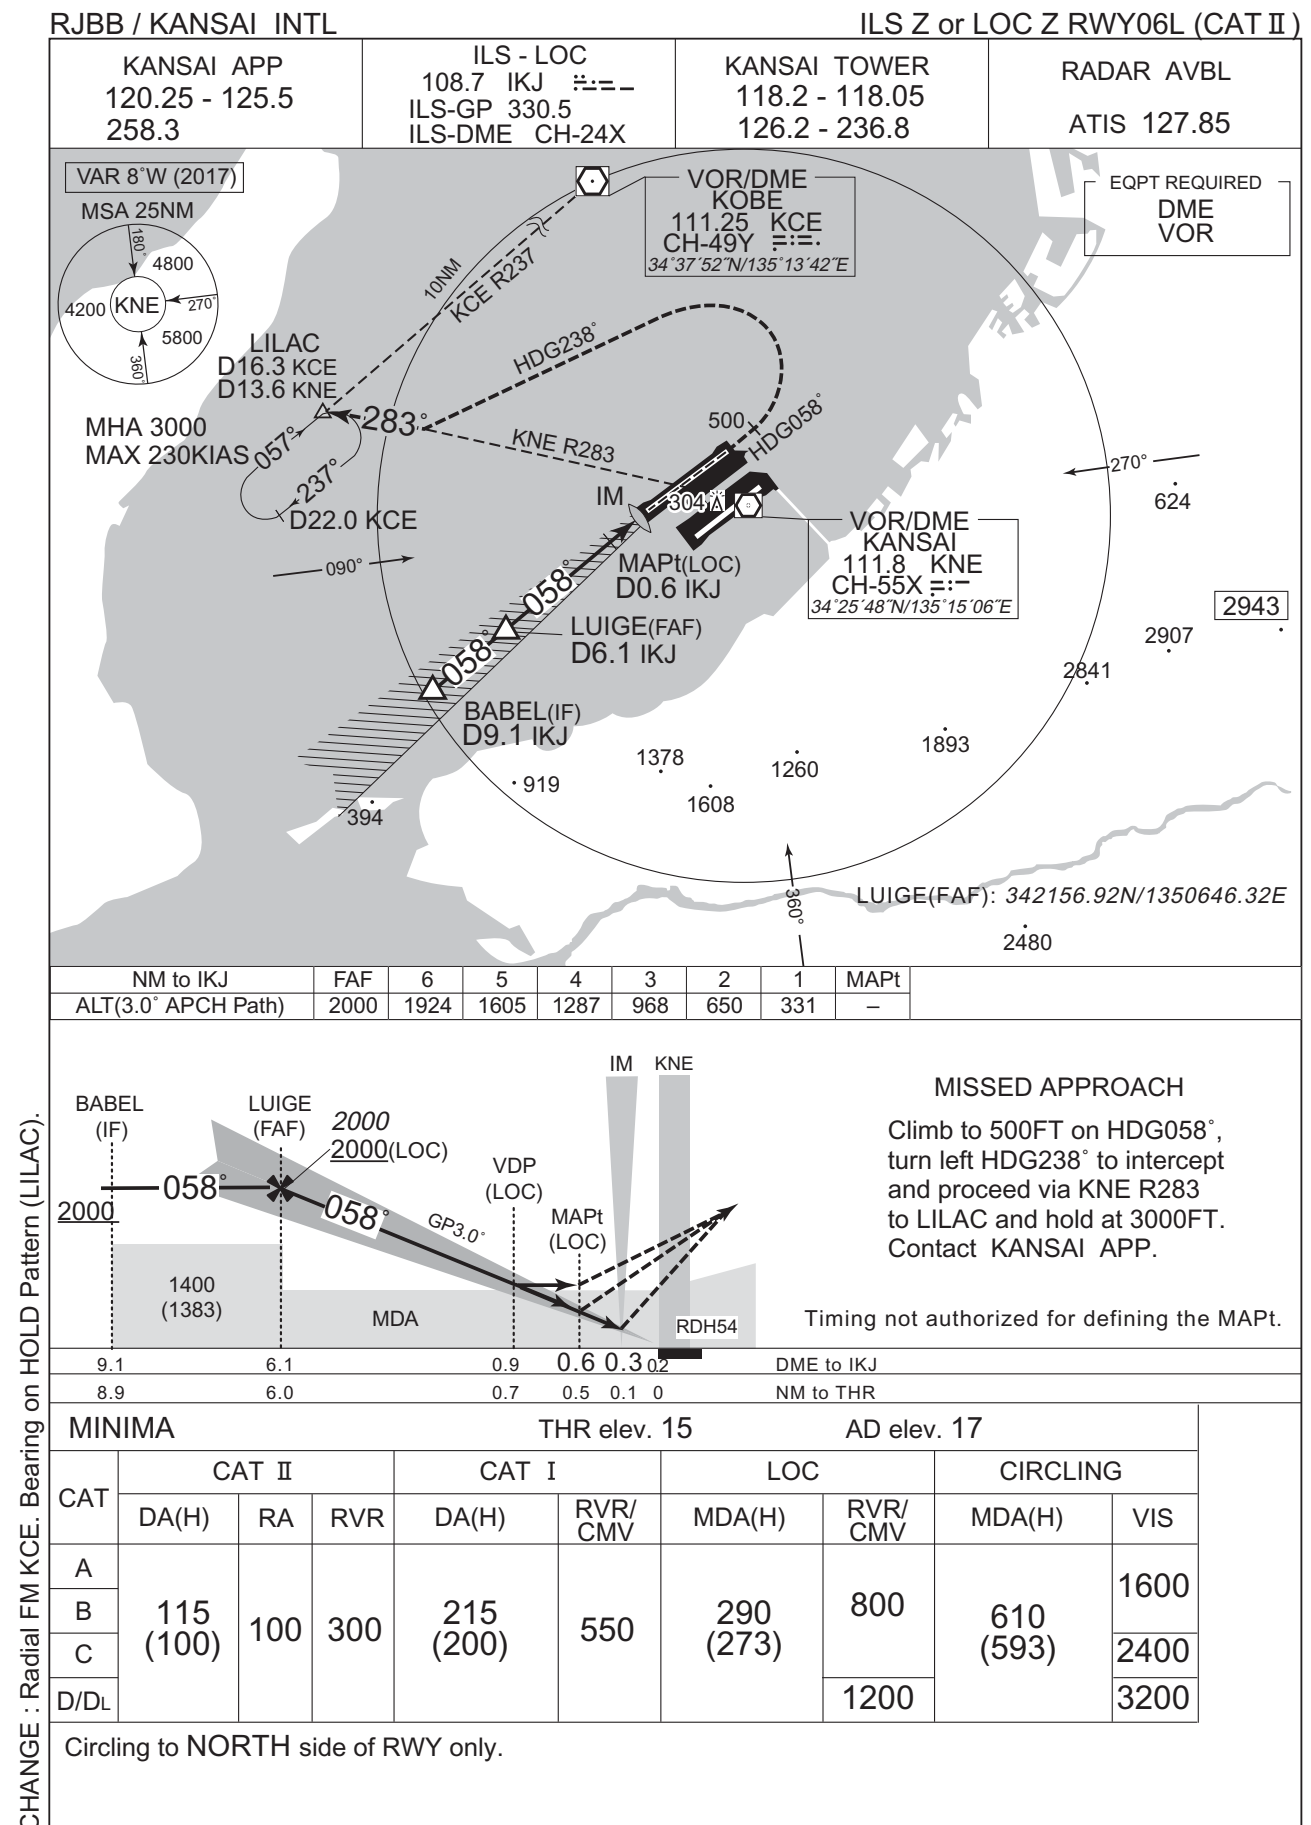 RJBB / KANSAI INTL
ILS Z or LOC Z RWY06L (CAT Ⅱ)
KANSAI APP
120.25 - 125.5
258.3
ILS - LOC
108.7 IKJ
ILS-GP 330.5
ILS-DME CH-24X
KANSAI TOWER
118.2 - 118.05
126.2 - 236.8
RADAR AVBL
ATIS 127.85
VAR 8°W (2017)
MSA 25NM
180°
4800
4200
KNE
270°
5800
360°
VOR/DME
KOBE
111.25 KCE
CH-49Y
34°37′52″N/135°13′42″E
EQPT REQUIRED
DME
VOR
10NM
KCE R237
LILAC
D16.3 KCE
D13.6 KNE
HDG238°
MHA 3000
MAX 230KIAS
283°
057°
237°
D22.0 KCE
KNE R283
500
HDG058°
IM
304
270°
624
090°
VOR/DME
KANSAI
111.8 KNE
CH-55X
34°25′48″N/135°15′06″E
MAPt(LOC)
D0.6 IKJ
058°
LUIGE(FAF)
D6.1 IKJ
058°
BABEL(IF)
D9.1 IKJ
2943
2907
2841
1893
1378
1260
919
1608
394
360°
LUIGE(FAF): 342156.92N/1350646.32E
2480
NM to IKJ FAF 6 5 4 3 2 1 MAPt
ALT(3.0° APCH Path) 2000 1924 1605 1287 968 650 331 –
IM
KNE
BABEL
(IF)
LUIGE
(FAF)
2000
2000(LOC)
VDP
(LOC)
MAPt
(LOC)
058°
2000
058°
GP3.0°
1400
(1383)
MDA
RDH54
MISSED APPROACH
Climb to 500FT on HDG058°,
turn left HDG238° to intercept
and proceed via KNE R283
to LILAC and hold at 3000FT.
Contact KANSAI APP.
Timing not authorized for defining the MAPt.
9.1 6.1 0.9 0.6 0.3 0.2 DME to IKJ
8.9 6.0 0.7 0.5 0.1 0 NM to THR
MINIMA THR elev. 15 AD elev. 17
CAT
CAT Ⅱ CAT Ⅰ LOC CIRCLING
DA(H) RA RVR DA(H) RVR/CMV MDA(H) RVR/CMV MDA(H) VIS
A
B
C
D/DL
115
(100)
100
300
215
(200)
550
290
(273)
800
1200
610
(593)
1600
2400
3200
Circling to NORTH side of RWY only.
CHANGE : Radial FM KCE. Bearing on HOLD Pattern (LILAC).